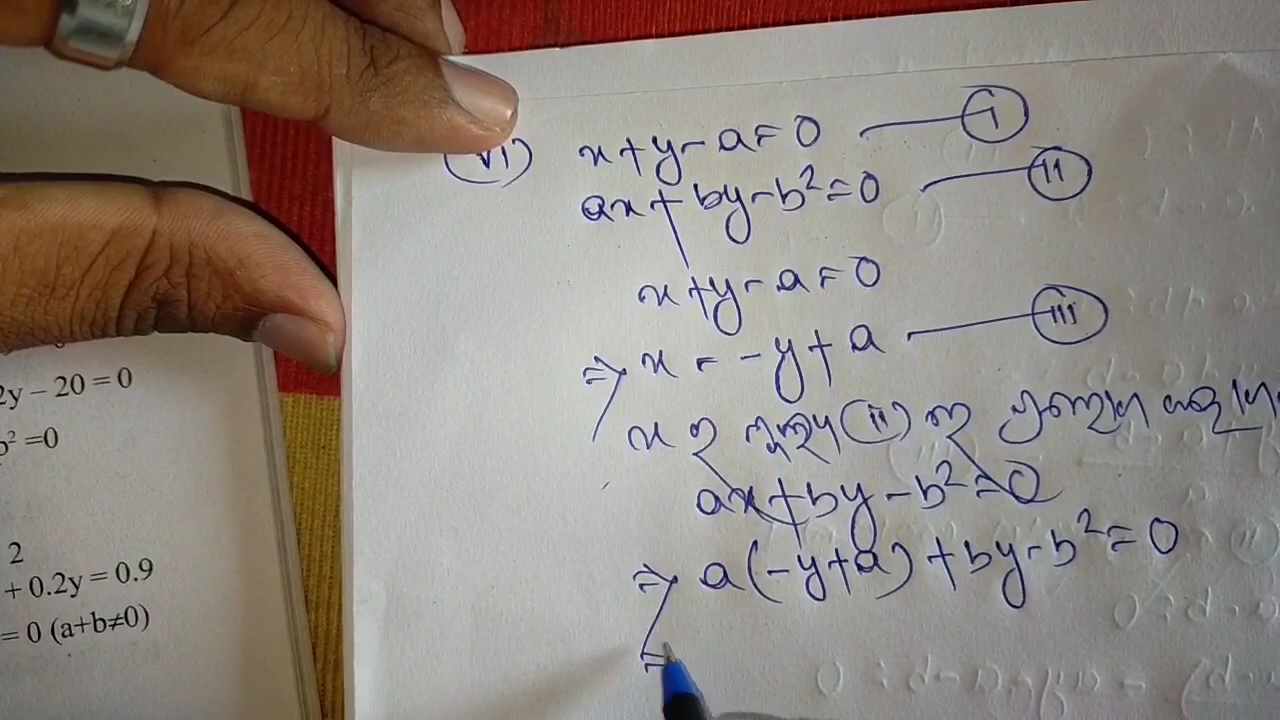 (vi) x+y-a=0 — (i)
ax+by-b²=0 — (ii)
x+y-a=0
⇒ x = -y+a — (iii)
x ର (ii) ର
ax+by-b²=0
⇒ a(-y+a)+by-b²=0
2y – 20 = 0
b² =0
2
+ 0.2y = 0.9
= 0 (a+b≠0)